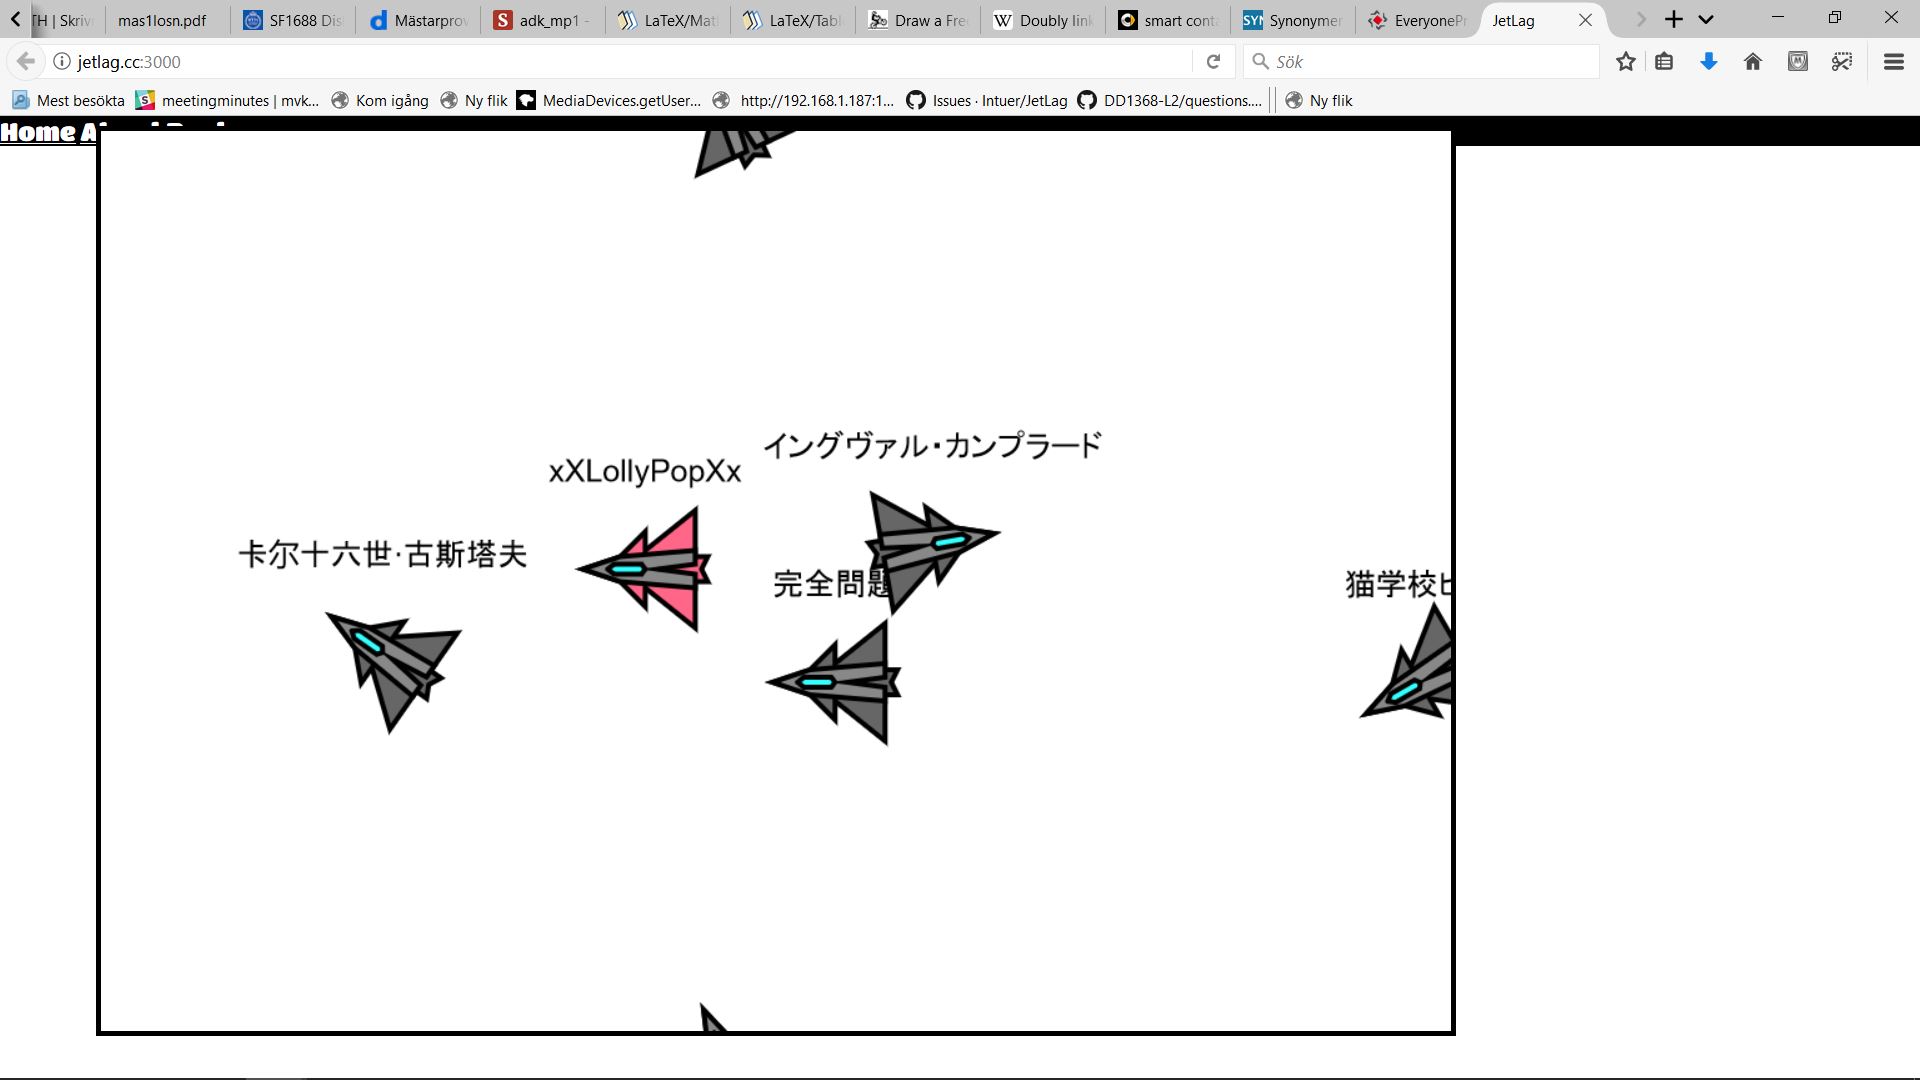 TH | Skriv
mas1losn.pdf
SF1688 Dis
Mästarprov
adk_mp1 -
LaTeX/Mat
LaTeX/Tabl
Draw a Fre
W Doubly link
smart conta
SYN Synonymer
EveryonePr
JetLag
jetlag.cc:3000
Sök
Mest besökta
meetingminutes | mvk...
Kom igång
Ny flik
MediaDevices.getUser...
http://192.168.1.187:1...
Issues · Intuer/JetLag
DD1368-L2/questions....
Ny flik
Home
イングヴァル・カンプラード
xXLollyPopXx
卡尔十六世·古斯塔夫
完全問題
猫学校ビ